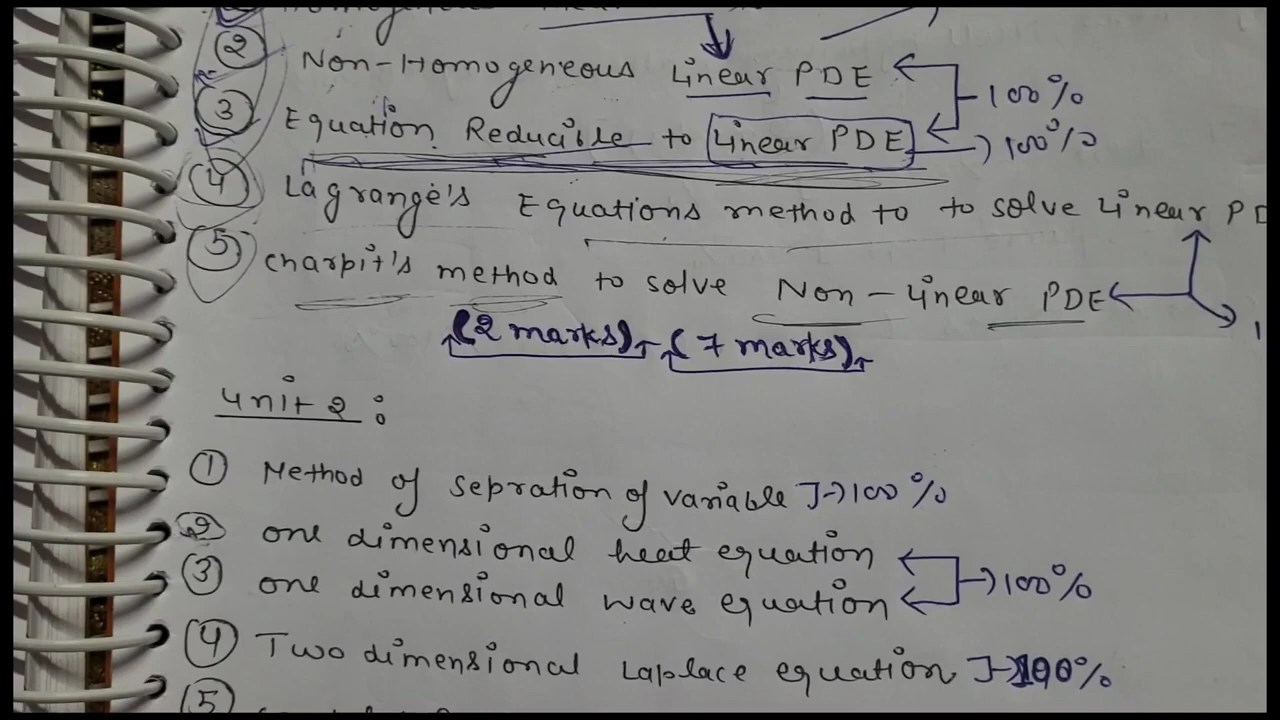 ② Non-Homogeneous Linear PDE
100%
③ Equation Reducible to Linear PDE
→ 100%
④ Lagrange's Equations method to to solve Linear PD
⑤ charpit's method to solve Non-Linear PDE
(2 marks) (7 marks)
Unit 2:
① Method of sepration of variable ]→100%
② one dimensional heat equation
→100%
③ one dimensional wave equation
④ Two dimensional Laplace equation ]→100%
⑤